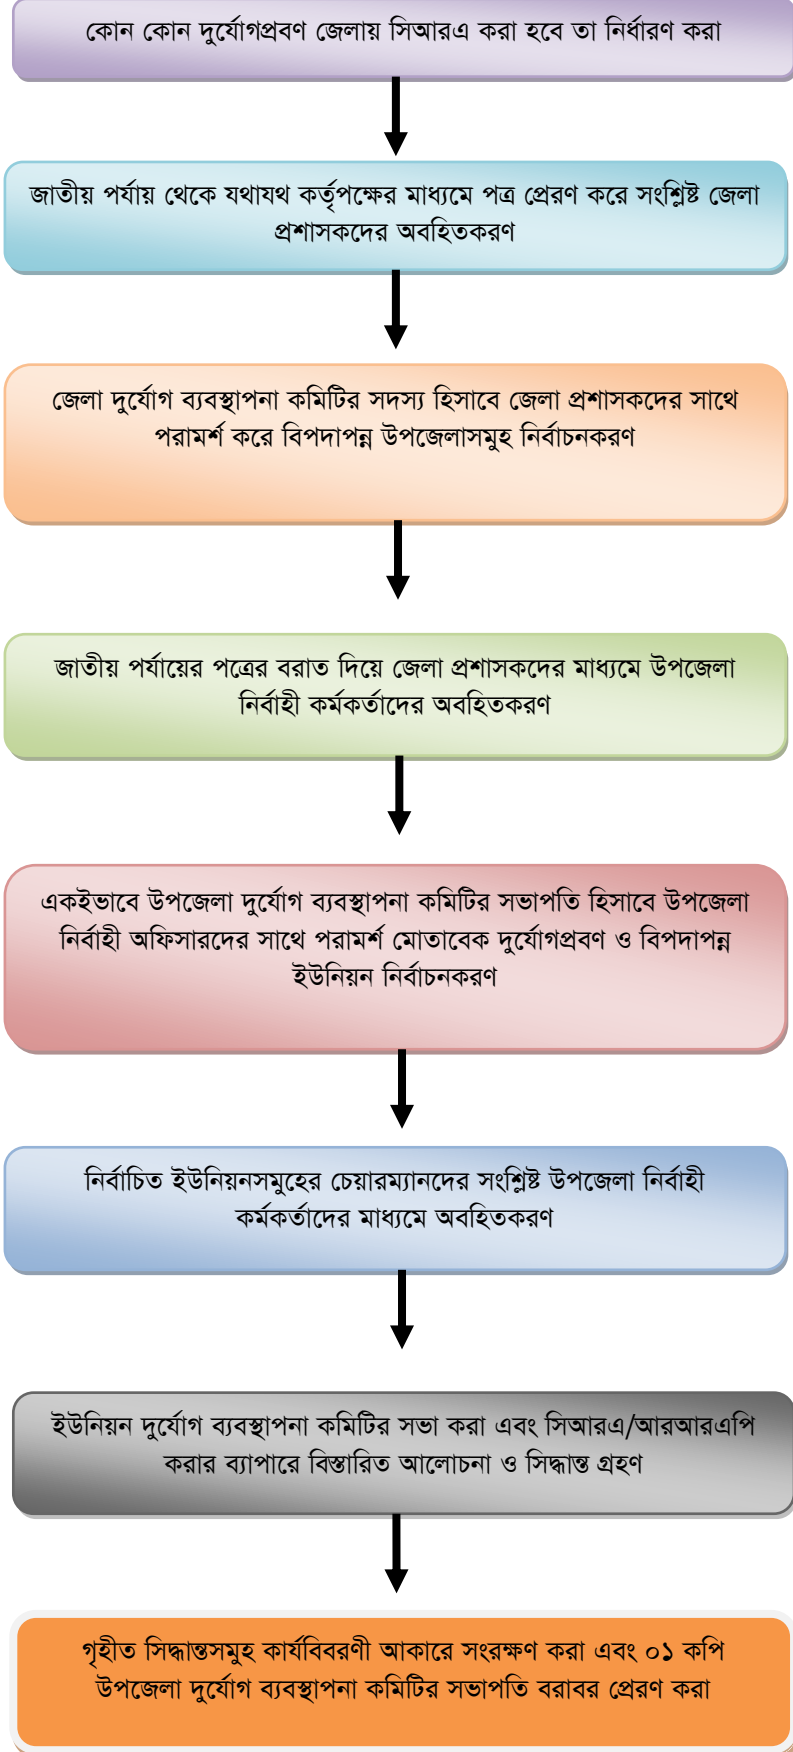 কোন কোন দুর্যোগপ্রবণ জেলায় সিআরএ করা হবে তা নির্ধারণ করা
জাতীয় পর্যায় থেকে যথাযথ কর্তৃপক্ষের মাধ্যমে পত্র প্রেরণ করে সংশ্লিষ্ট জেলা
প্রশাসকদের অবহিতকরণ
জেলা দুর্যোগ ব্যবস্থাপনা কমিটির সদস্য হিসাবে জেলা প্রশাসকদের সাথে
পরামর্শ করে বিপদাপন্ন উপজেলাসমুহ নির্বাচনকরণ
জাতীয় পর্যায়ের পত্রের বরাত দিয়ে জেলা প্রশাসকদের মাধ্যমে উপজেলা
নির্বাহী কর্মকর্তাদের অবহিতকরণ
একইভাবে উপজেলা দুর্যোগ ব্যবস্থাপনা কমিটির সভাপতি হিসাবে উপজেলা
নির্বাহী অফিসারদের সাথে পরামর্শ মোতাবেক দুর্যোগপ্রবণ ও বিপদাপন্ন
ইউনিয়ন নির্বাচনকরণ
নির্বাচিত ইউনিয়নসমুহের চেয়ারম্যানদের সংশ্লিষ্ট উপজেলা নির্বাহী
কর্মকর্তাদের মাধ্যমে অবহিতকরণ
ইউনিয়ন দুর্যোগ ব্যবস্থাপনা কমিটির সভা করা এবং সিআরএ/আরআরএপি
করার ব্যাপারে বিস্তারিত আলোচনা ও সিদ্ধান্ত গ্রহণ
গৃহীত সিদ্ধান্তসমুহ কার্যবিবরণী আকারে সংরক্ষণ করা এবং ০১ কপি
উপজেলা দুর্যোগ ব্যবস্থাপনা কমিটির সভাপতি বরাবর প্রেরণ করা